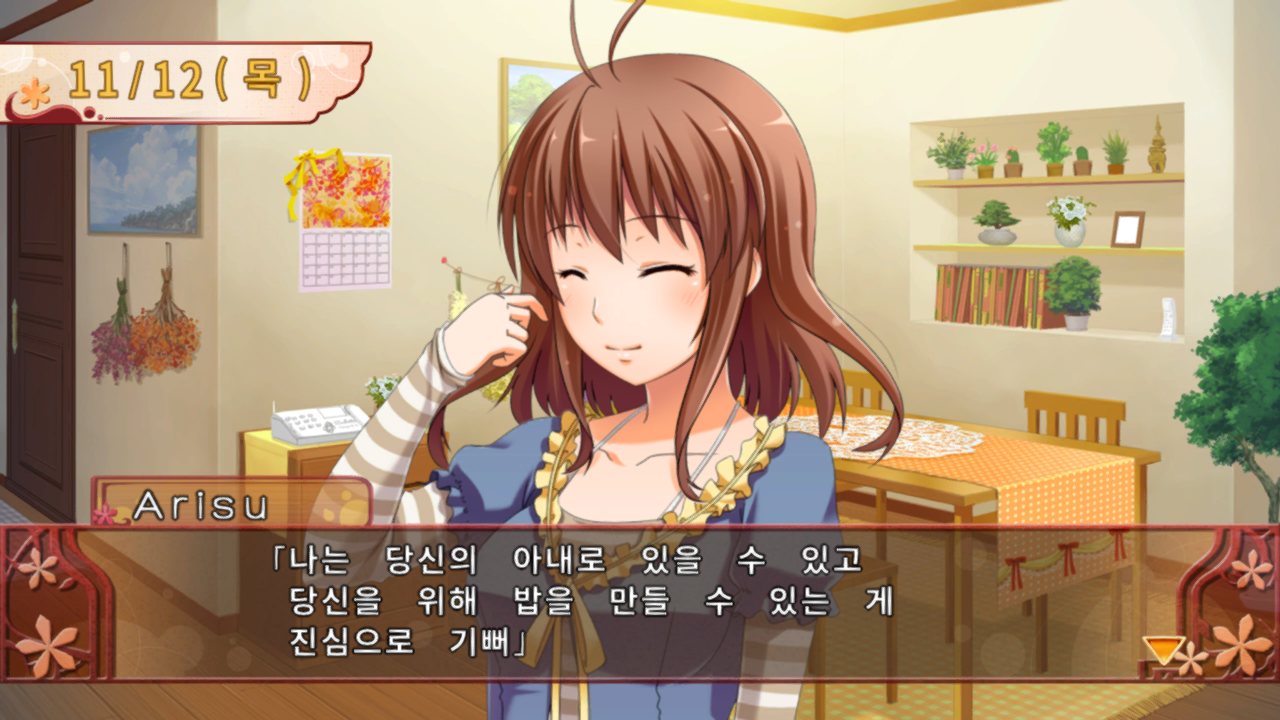 11/12(목)
Arisu
「나는 당신의 아내로 있을 수 있고
당신을 위해 밥을 만들 수 있는 게
진심으로 기뻐」